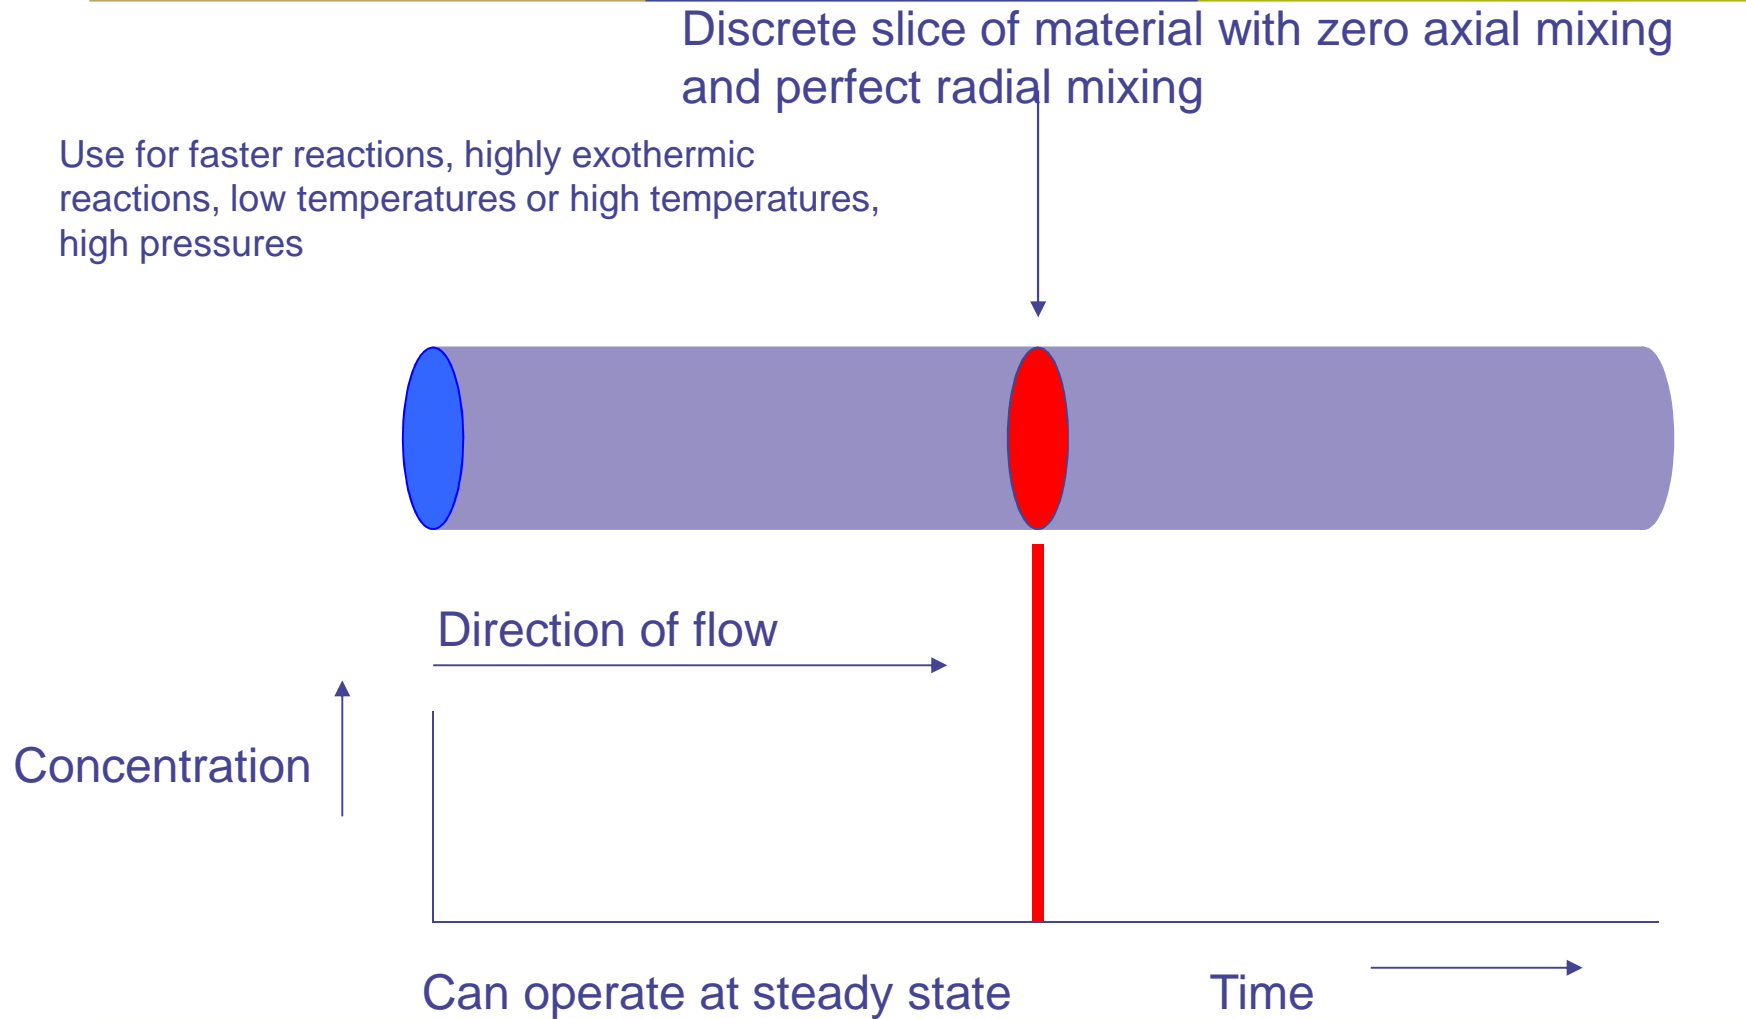 Discrete slice of material with zero axial mixing
and perfect radial mixing
Use for faster reactions, highly exothermic
reactions, low temperatures or high temperatures,
high pressures
Direction of flow
Concentration
Can operate at steady state
Time